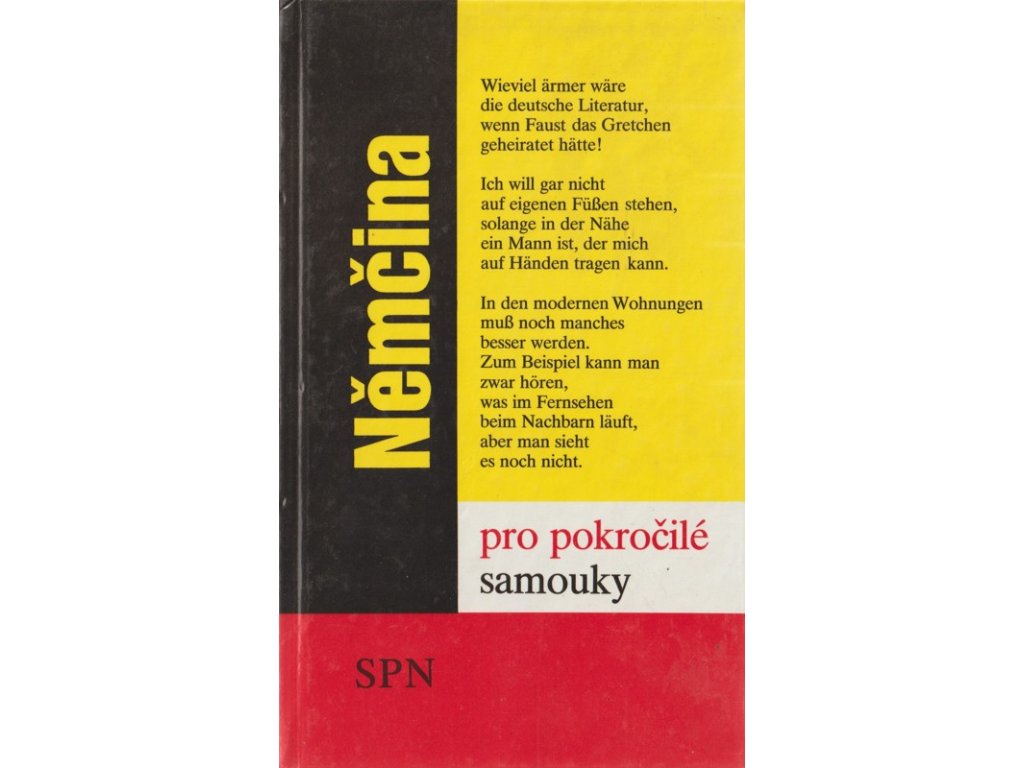 Němčina
Wieviel ärmer wäre
die deutsche Literatur,
wenn Faust das Gretchen
geheiratet hätte!
Ich will gar nicht
auf eigenen Füßen stehen,
solange in der Nähe
ein Mann ist, der mich
auf Händen tragen kann.
In den modernen Wohnungen
muß noch manches
besser werden.
Zum Beispiel kann man
zwar hören,
was im Fernsehen
beim Nachbarn läuft,
aber man sieht
es noch nicht.
pro pokročilé
samouky
SPN